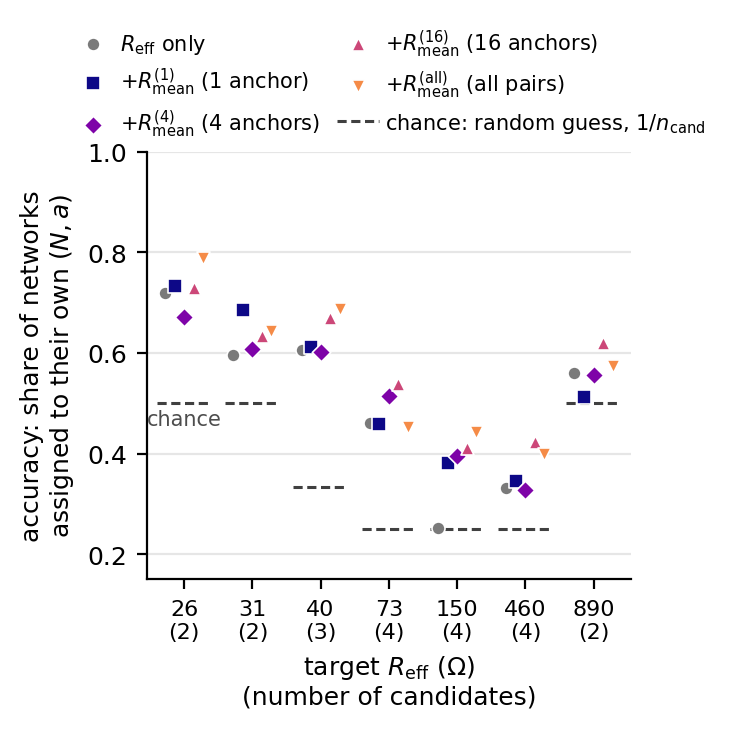 R_eff only
+R_mean^(1) (1 anchor)
+R_mean^(4) (4 anchors)
+R_mean^(16) (16 anchors)
+R_mean^(all) (all pairs)
chance: random guess, 1/n_cand
accuracy: share of networks
assigned to their own (N, a)
1.0
0.8
0.6
0.4
0.2
chance
26 31 40 73 150 460 890
(2) (2) (3) (4) (4) (4) (2)
target R_eff (Ω)
(number of candidates)